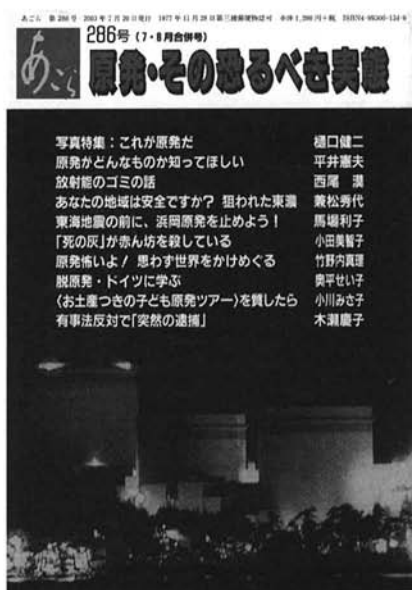 あごら 第286号 2003年7月20日発行 1977年11月28日第三種郵便物認可
あごら
286号(7・8月合併号)
原発・その恐るべき実態
写真特集:これが原発だ 樋口健二
原発がどんなものか知ってほしい 平井憲夫
放射能のゴミの話 西尾 漠
あなたの地域は安全ですか? 狙われた東濃 兼松秀代
東海地震の前に、浜岡原発を止めよう! 馬場利子
「死の灰」が赤ん坊を殺している 小田美智子
原発怖いよ! 思わず世界をかけめぐる 竹野内真理
脱原発・ドイツに学ぶ 奥平せい子
〈お土産つきの子ども原発ツアー〉を質したら 小川みさ子
有事法反対で「突然の逮捕」 木瀬慶子